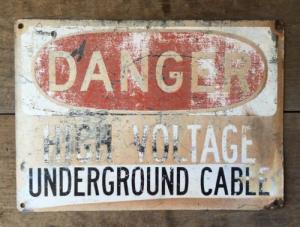 DANGER
HIGH VOLTAGE
UNDERGROUND CABLE